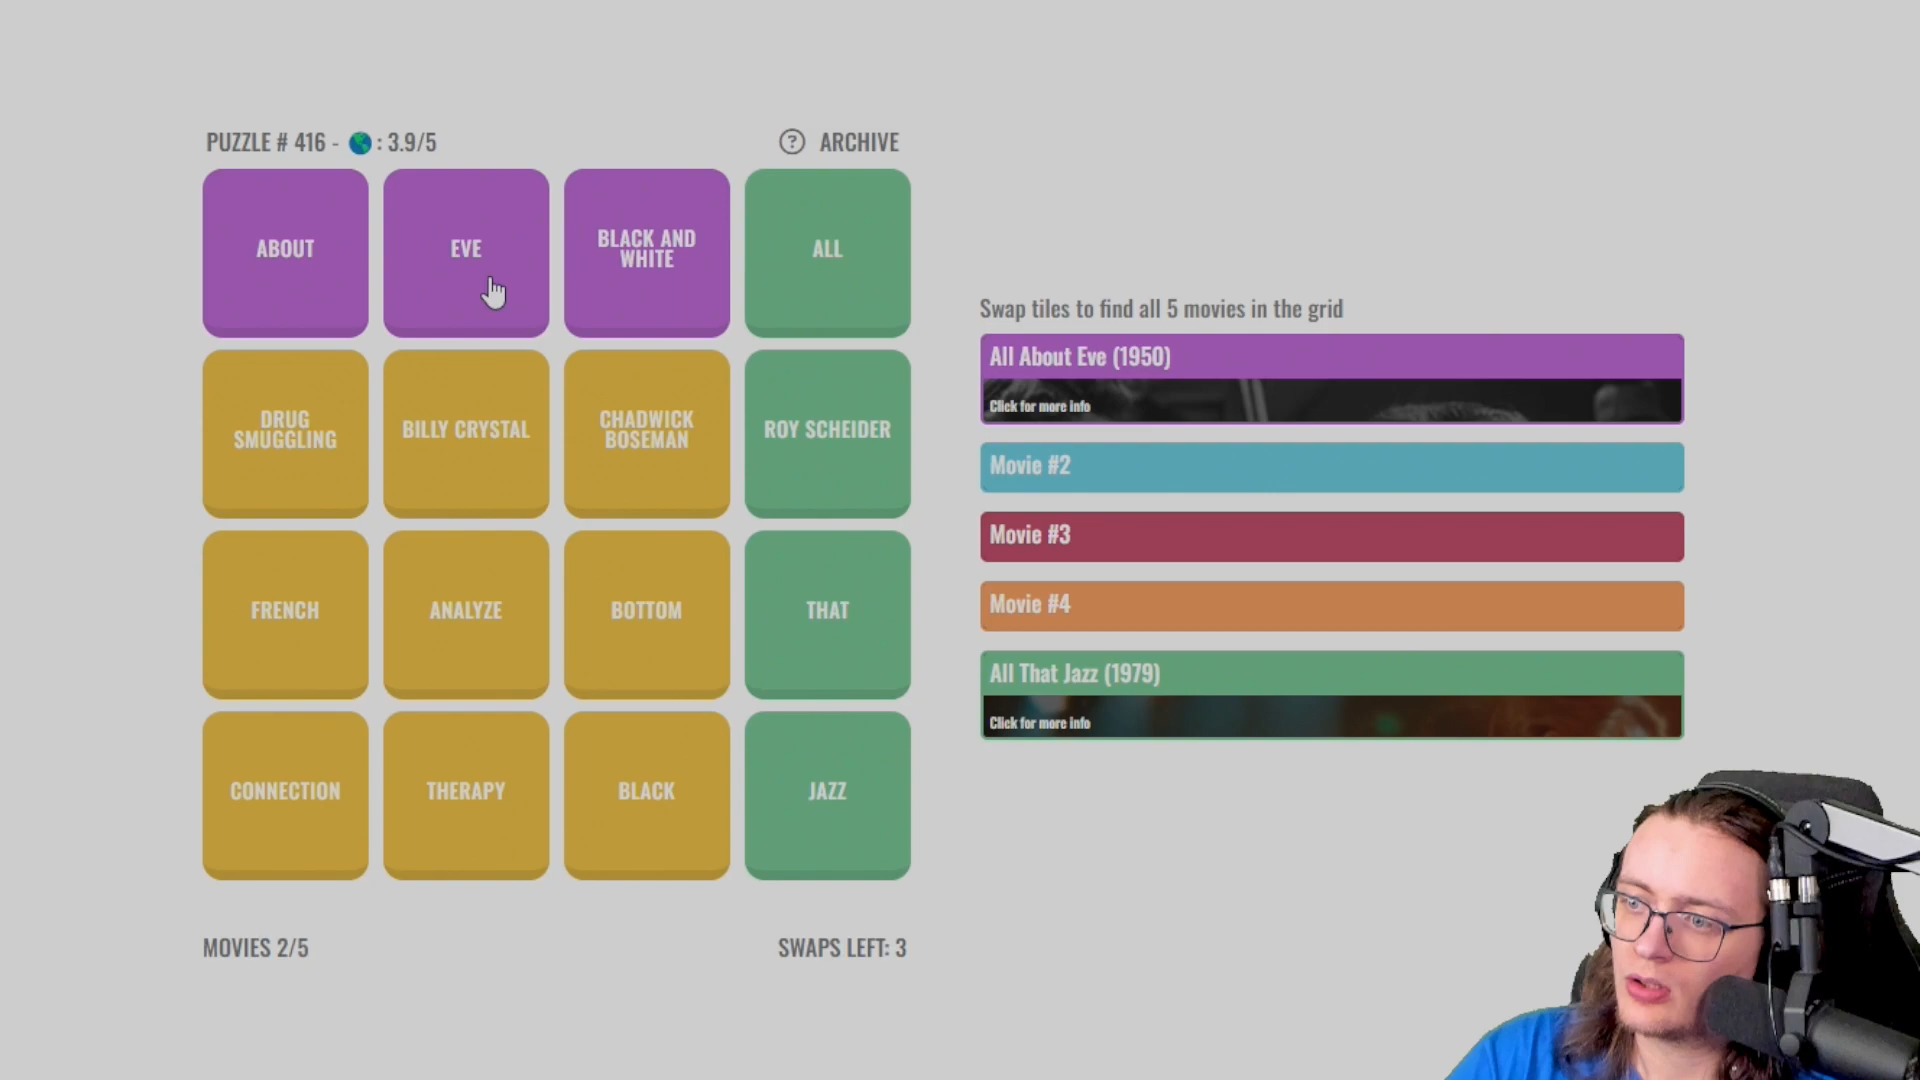 PUZZLE # 416 - 🌎 : 3.9/5
? ARCHIVE
ABOUT
EVE
BLACK AND
WHITE
ALL
DRUG
SMUGGLING
BILLY CRYSTAL
CHADWICK
BOSEMAN
ROY SCHEIDER
FRENCH
ANALYZE
BOTTOM
THAT
CONNECTION
THERAPY
BLACK
JAZZ
MOVIES 2/5
SWAPS LEFT: 3
Swap tiles to find all 5 movies in the grid
All About Eve (1950)
Click for more info
Movie #2
Movie #3
Movie #4
All That Jazz (1979)
Click for more info